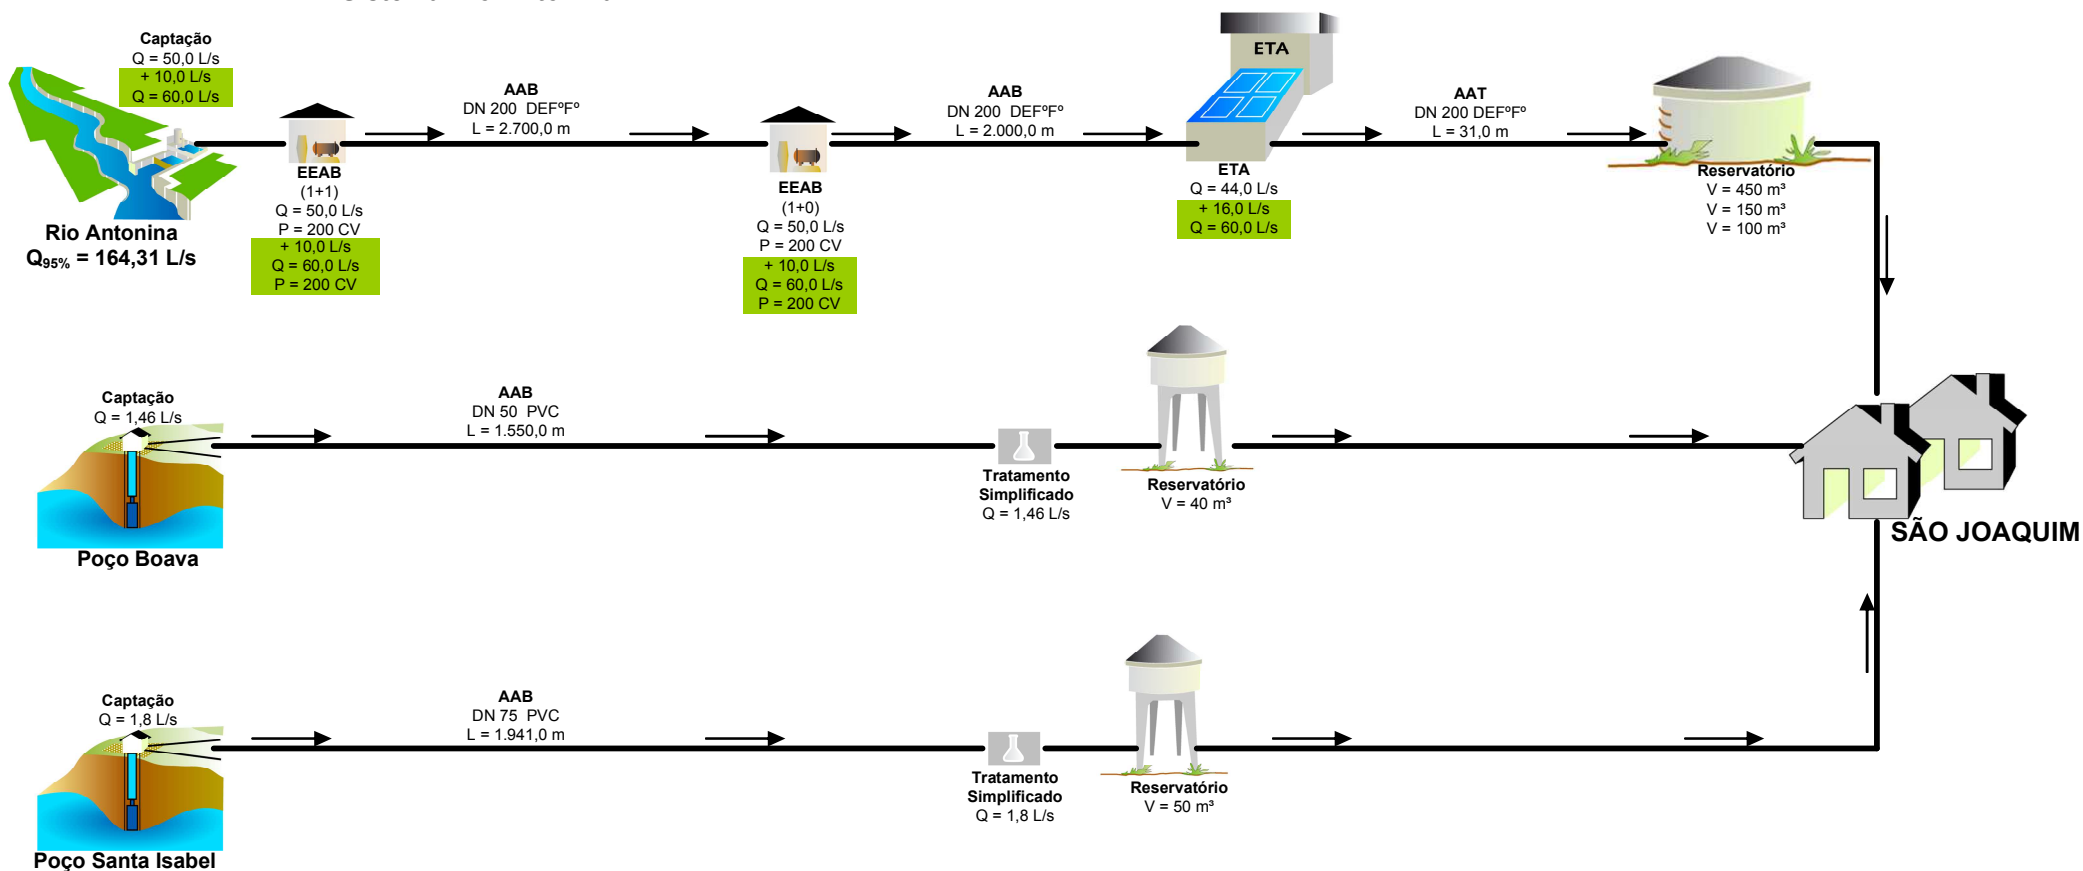 Captação
Q = 50,0 L/s
+ 10,0 L/s
Q = 60,0 L/s
Rio Antonina
Q95% = 164,31 L/s
EEAB
(1+1)
Q = 50,0 L/s
P = 200 CV
+ 10,0 L/s
Q = 60,0 L/s
P = 200 CV
AAB
DN 200 DEFºFº
L = 2.700,0 m
EEAB
(1+0)
Q = 50,0 L/s
P = 200 CV
+ 10,0 L/s
Q = 60,0 L/s
P = 200 CV
AAB
DN 200 DEFºFº
L = 2.000,0 m
ETA
ETA
Q = 44,0 L/s
+ 16,0 L/s
Q = 60,0 L/s
AAT
DN 200 DEFºFº
L = 31,0 m
Reservatório
V = 450 m³
V = 150 m³
V = 100 m³
Captação
Q = 1,46 L/s
Poço Boava
AAB
DN 50 PVC
L = 1.550,0 m
Tratamento
Simplificado
Q = 1,46 L/s
Reservatório
V = 40 m³
SÃO JOAQUIM
Captação
Q = 1,8 L/s
Poço Santa Isabel
AAB
DN 75 PVC
L = 1.941,0 m
Tratamento
Simplificado
Q = 1,8 L/s
Reservatório
V = 50 m³